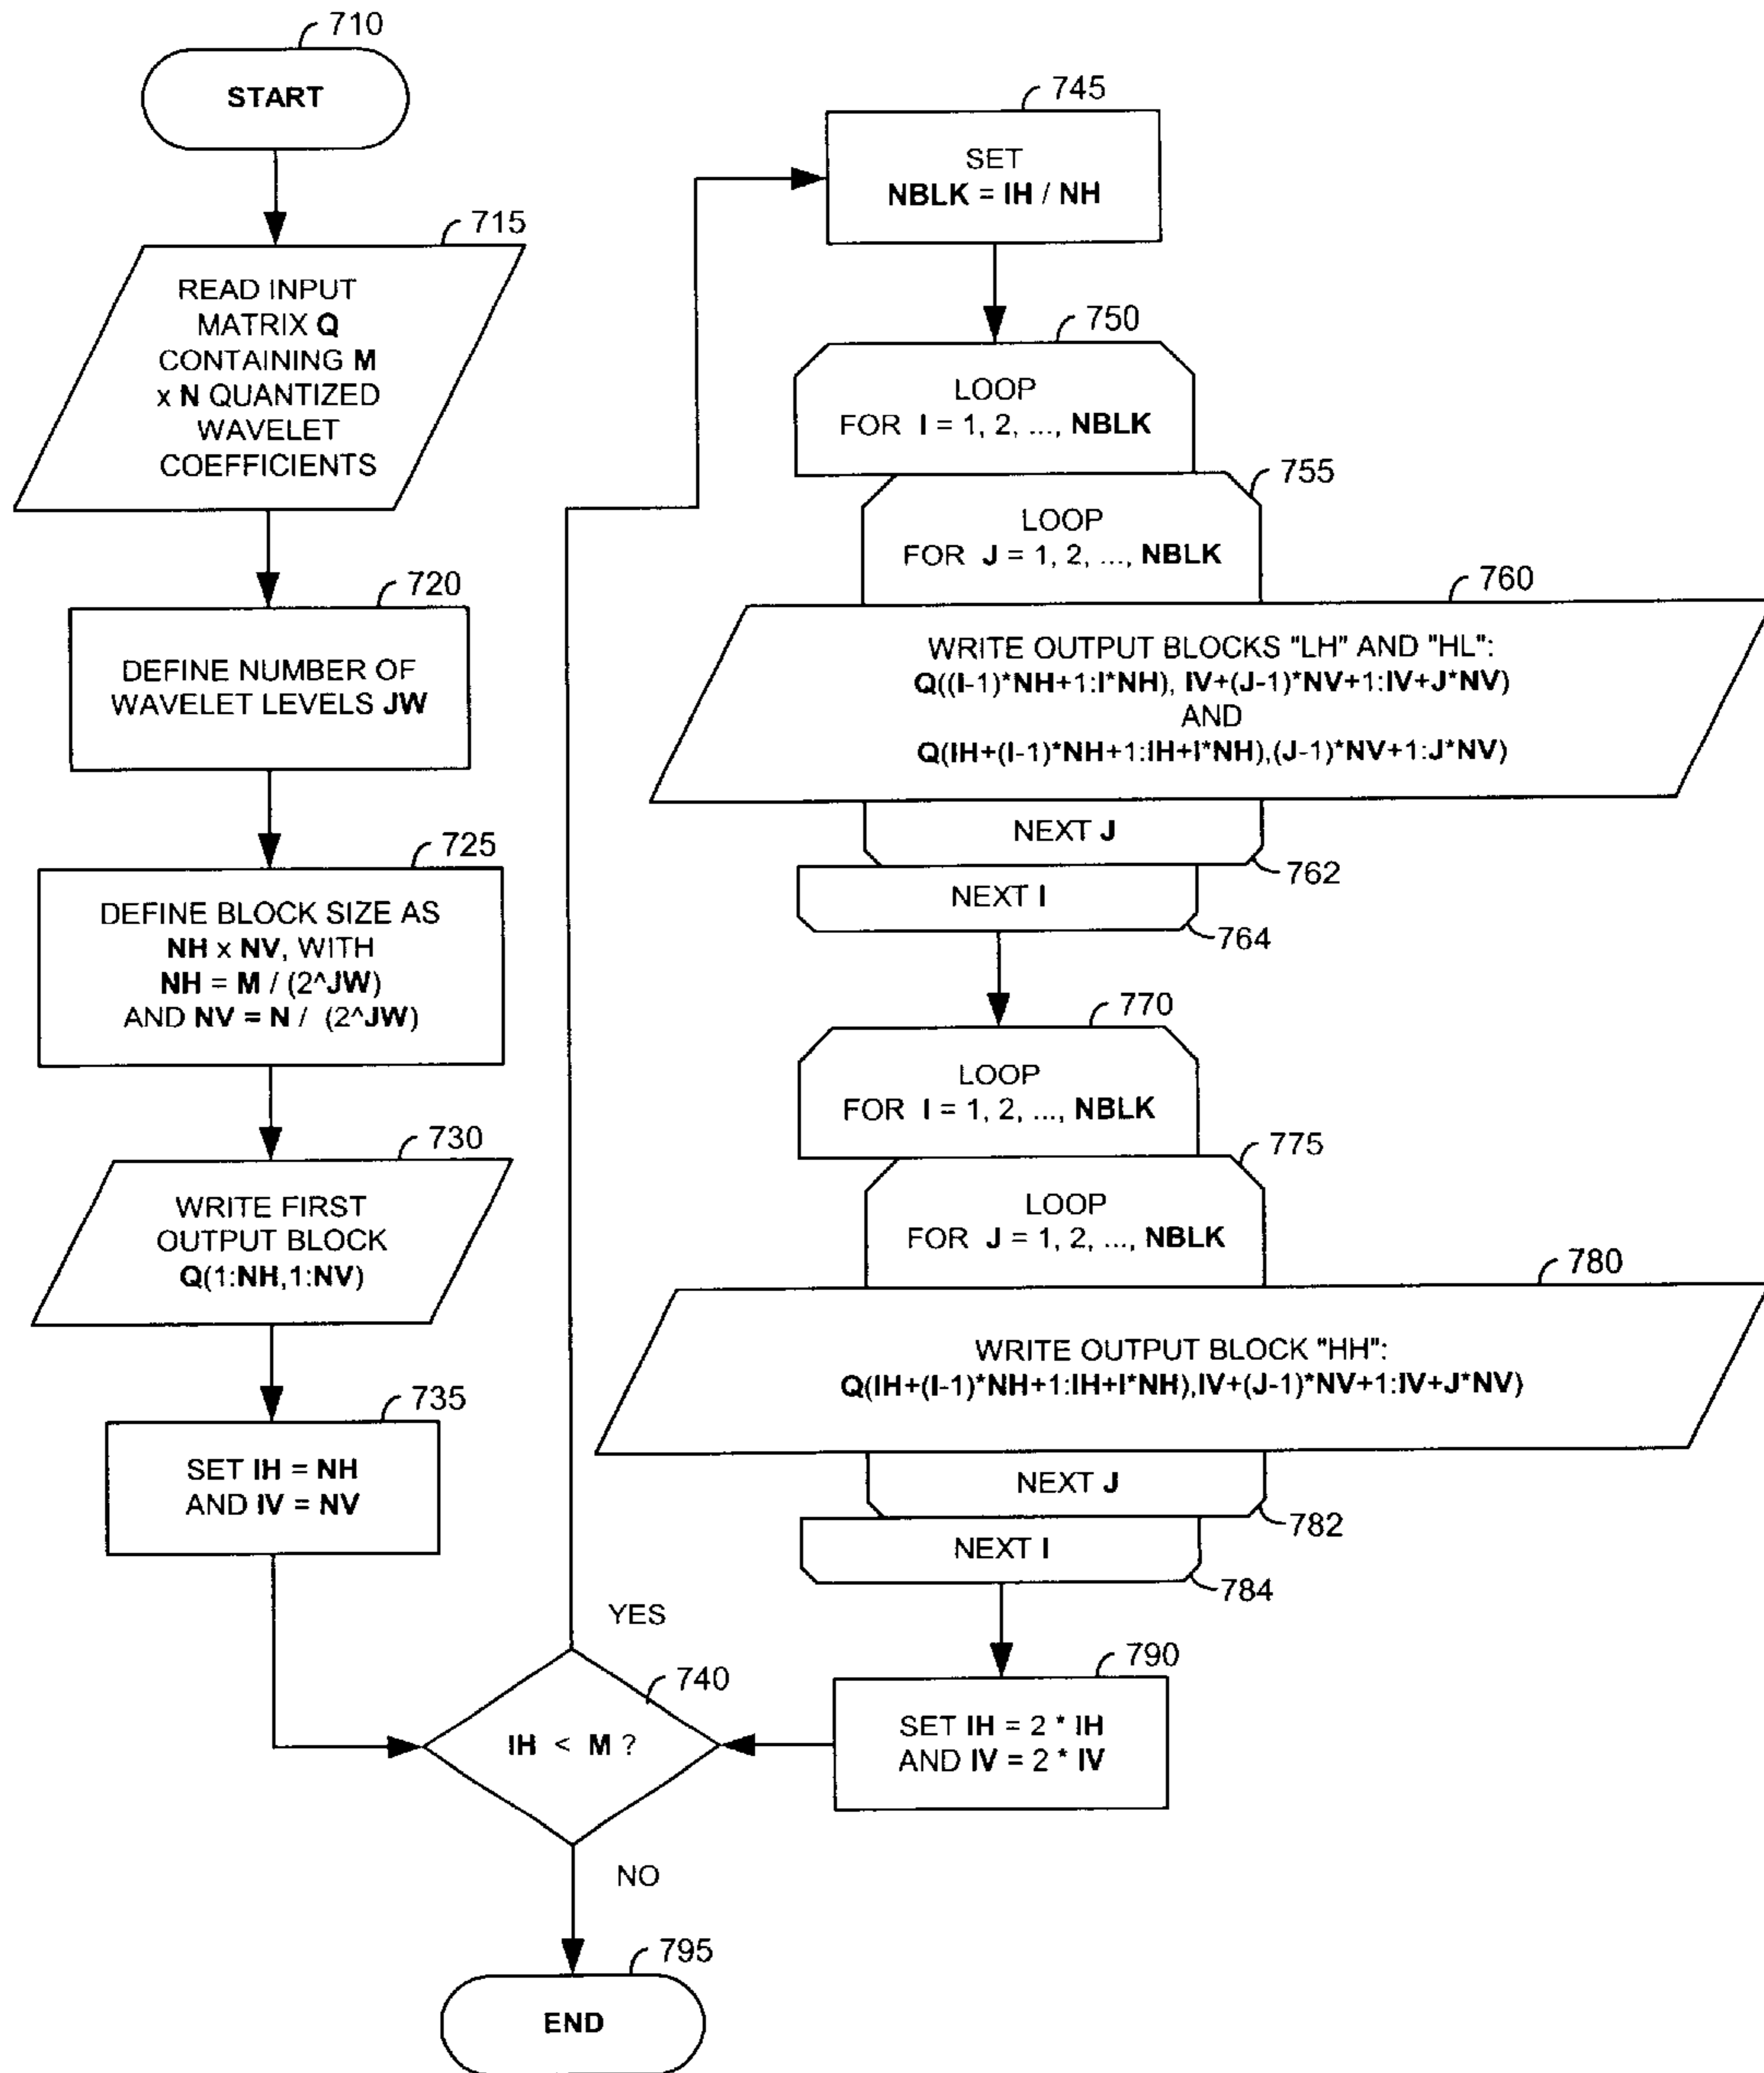 710
START
715
READ INPUT
MATRIX Q
CONTAINING M
x N QUANTIZED
WAVELET
COEFFICIENTS
720
DEFINE NUMBER OF
WAVELET LEVELS JW
725
DEFINE BLOCK SIZE AS
NH x NV, WITH
NH = M / (2^JW)
AND NV = N / (2^JW)
730
WRITE FIRST
OUTPUT BLOCK
Q(1:NH,1:NV)
735
SET IH = NH
AND IV = NV
YES
740
IH < M ?
NO
795
END
745
SET
NBLK = IH / NH
750
LOOP
FOR I = 1, 2, ..., NBLK
755
LOOP
FOR J = 1, 2, ..., NBLK
760
WRITE OUTPUT BLOCKS "LH" AND "HL":
Q((I-1)*NH+1:I*NH), IV+(J-1)*NV+1:IV+J*NV)
AND
Q(IH+(I-1)*NH+1:IH+I*NH),(J-1)*NV+1:J*NV)
NEXT J
762
NEXT I
764
770
LOOP
FOR I = 1, 2, ..., NBLK
775
LOOP
FOR J = 1, 2, ..., NBLK
780
WRITE OUTPUT BLOCK "HH":
Q(IH+(I-1)*NH+1:IH+I*NH),IV+(J-1)*NV+1:IV+J*NV)
NEXT J
782
NEXT I
784
790
SET IH = 2 * IH
AND IV = 2 * IV